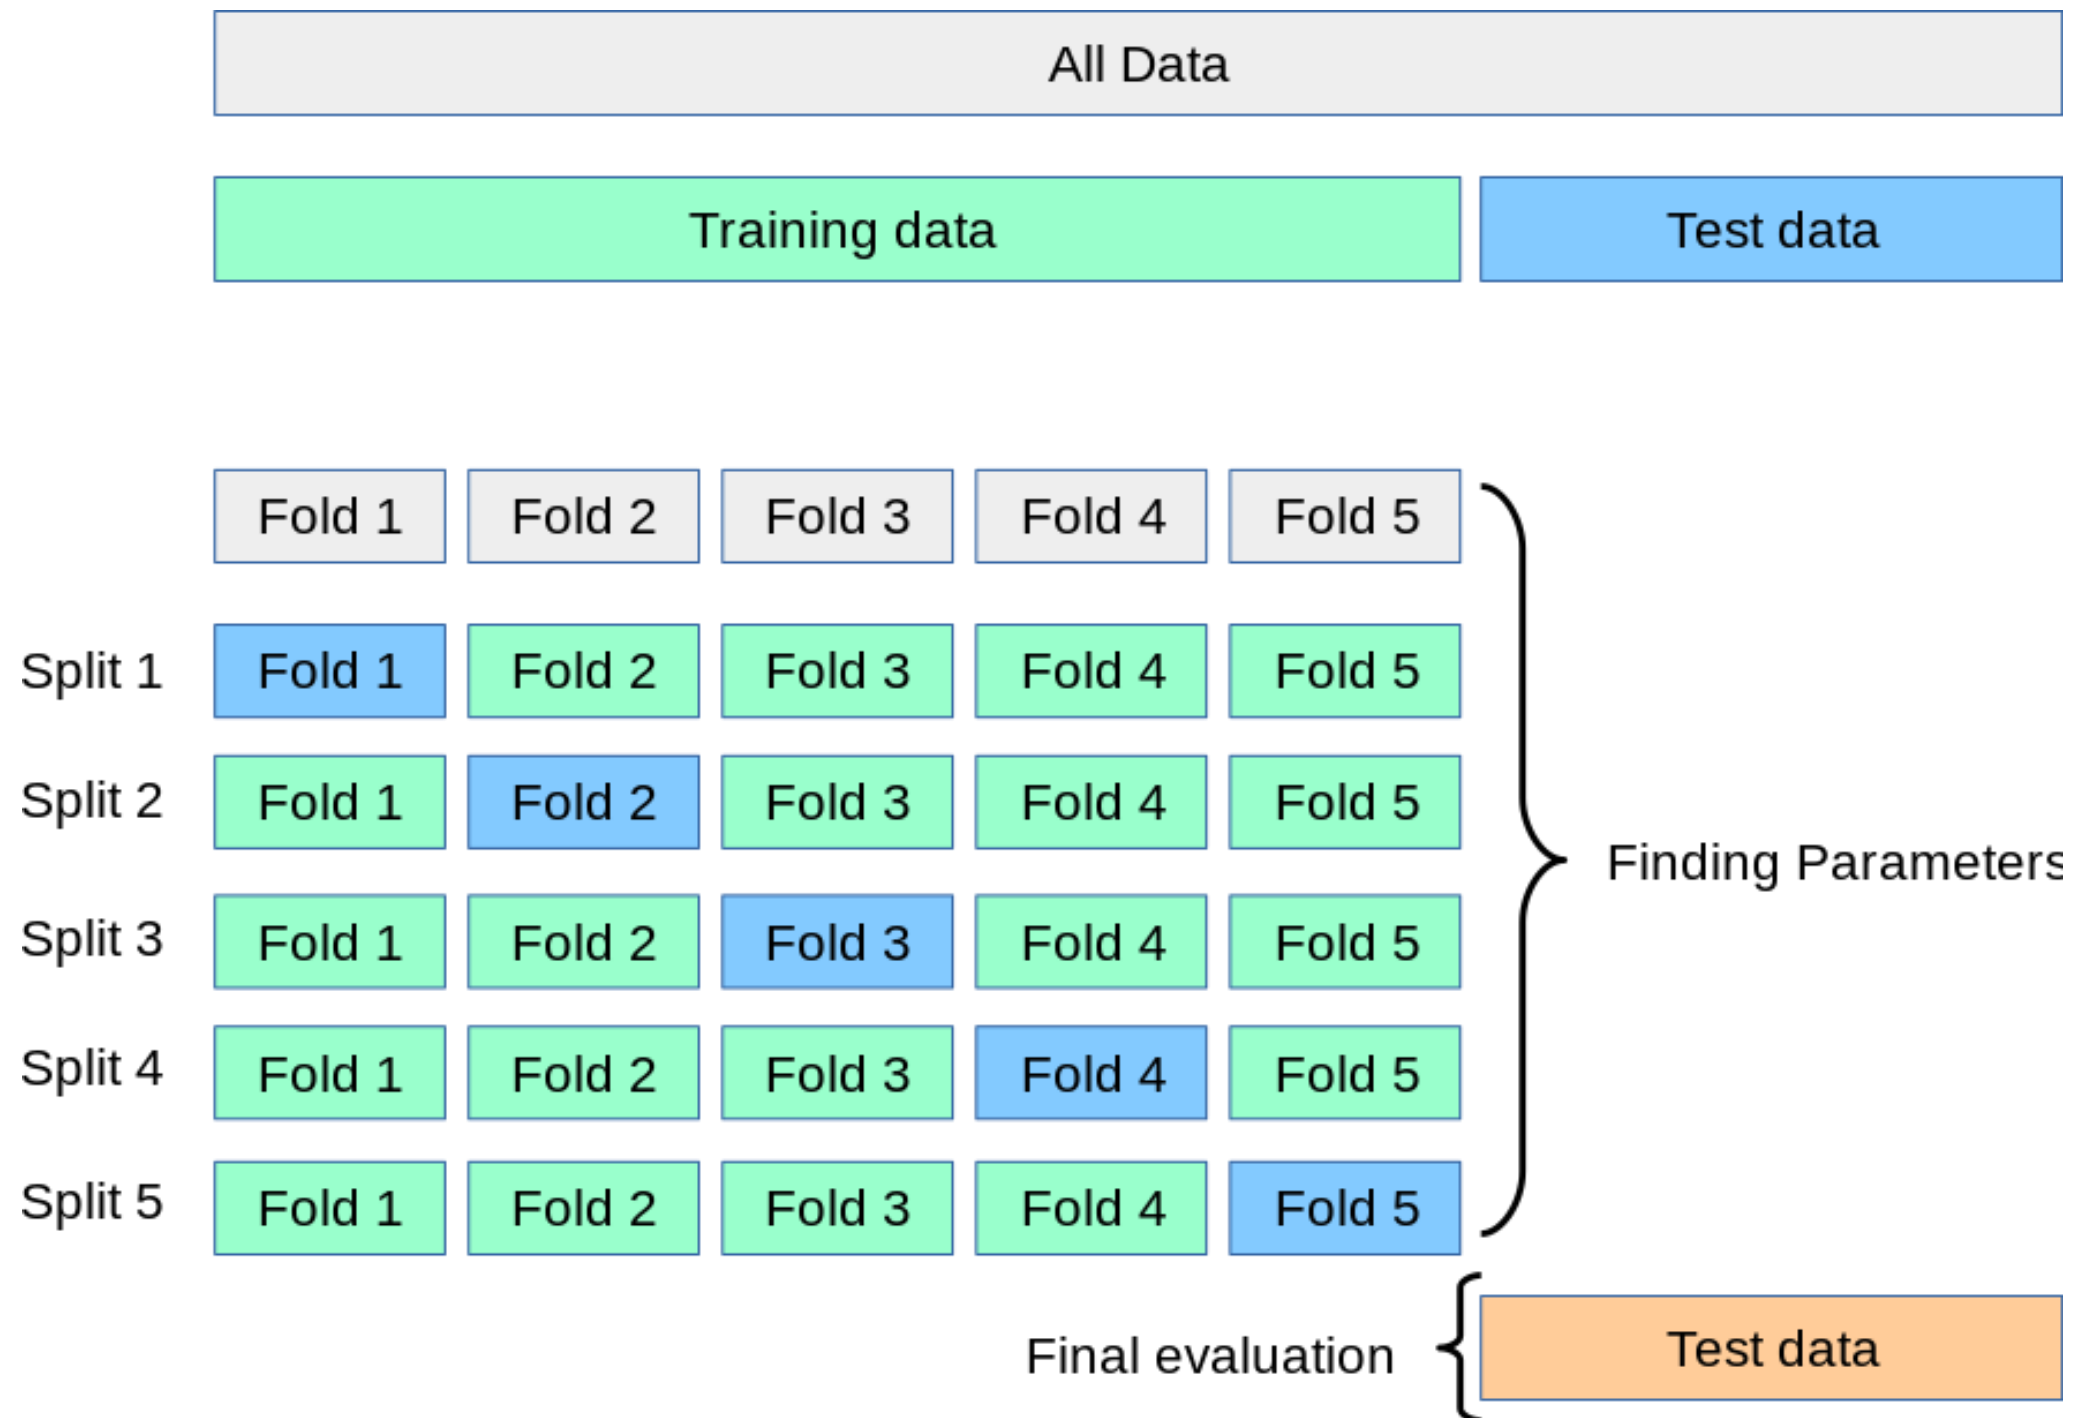 All Data
Training data Test data
Fold 1 Fold 2 Fold 3 Fold 4 Fold 5
Split 1 Fold 1 Fold 2 Fold 3 Fold 4 Fold 5
Split 2 Fold 1 Fold 2 Fold 3 Fold 4 Fold 5
Finding Parameters
Split 3 Fold 1 Fold 2 Fold 3 Fold 4 Fold 5
Split 4 Fold 1 Fold 2 Fold 3 Fold 4 Fold 5
Split 5 Fold 1 Fold 2 Fold 3 Fold 4 Fold 5
Final evaluation Test data